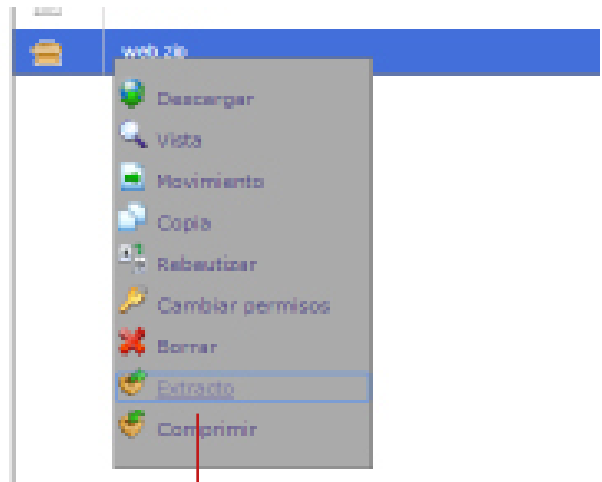 web.zip
Descargar
Vista
Movimiento
Copia
Rebautizar
Cambiar permisos
Borrar
Extracto
Comprimir